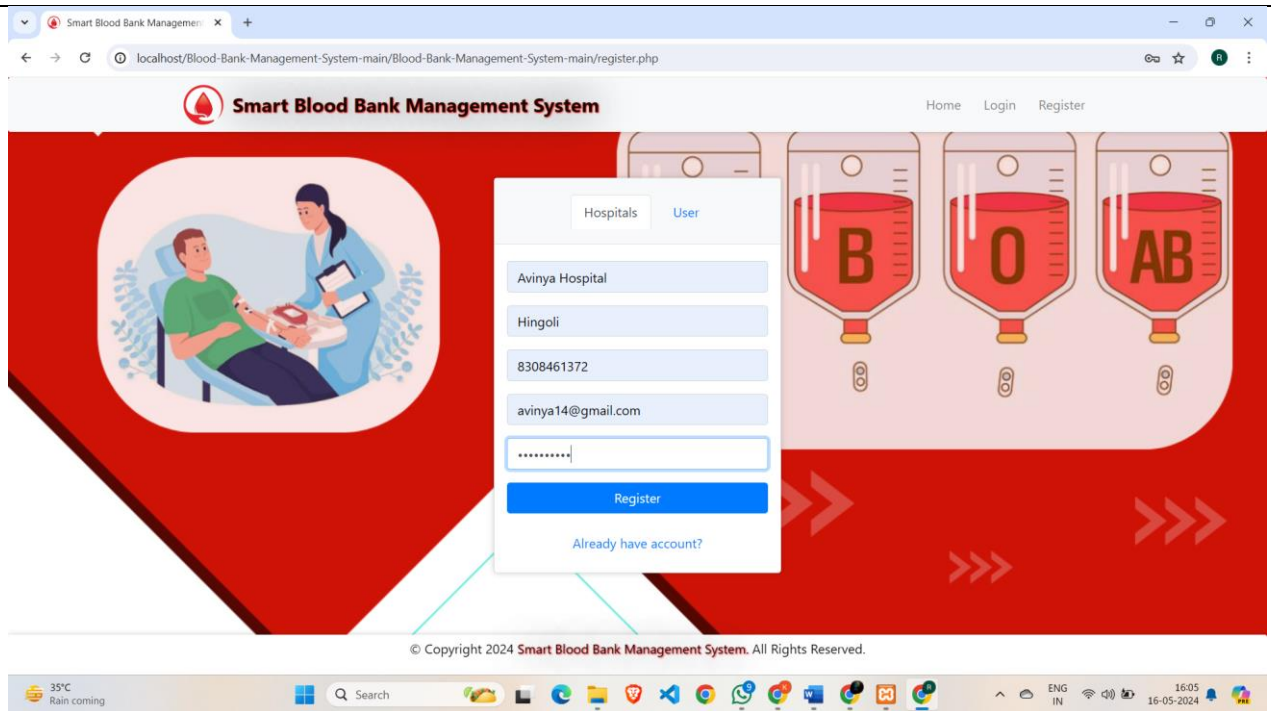 Smart Blood Bank Managemen
localhost/Blood-Bank-Management-System-main/Blood-Bank-Management-System-main/register.php
R
Smart Blood Bank Management System
Home Login Register
B O AB
Hospitals User
Avinya Hospital
Hingoli
8308461372
avinya14@gmail.com
••••••••••
Register
Already have account?
© Copyright 2024 Smart Blood Bank Management System. All Rights Reserved.
35°C
Rain coming
Search
ENG
IN
16:05
16-05-2024